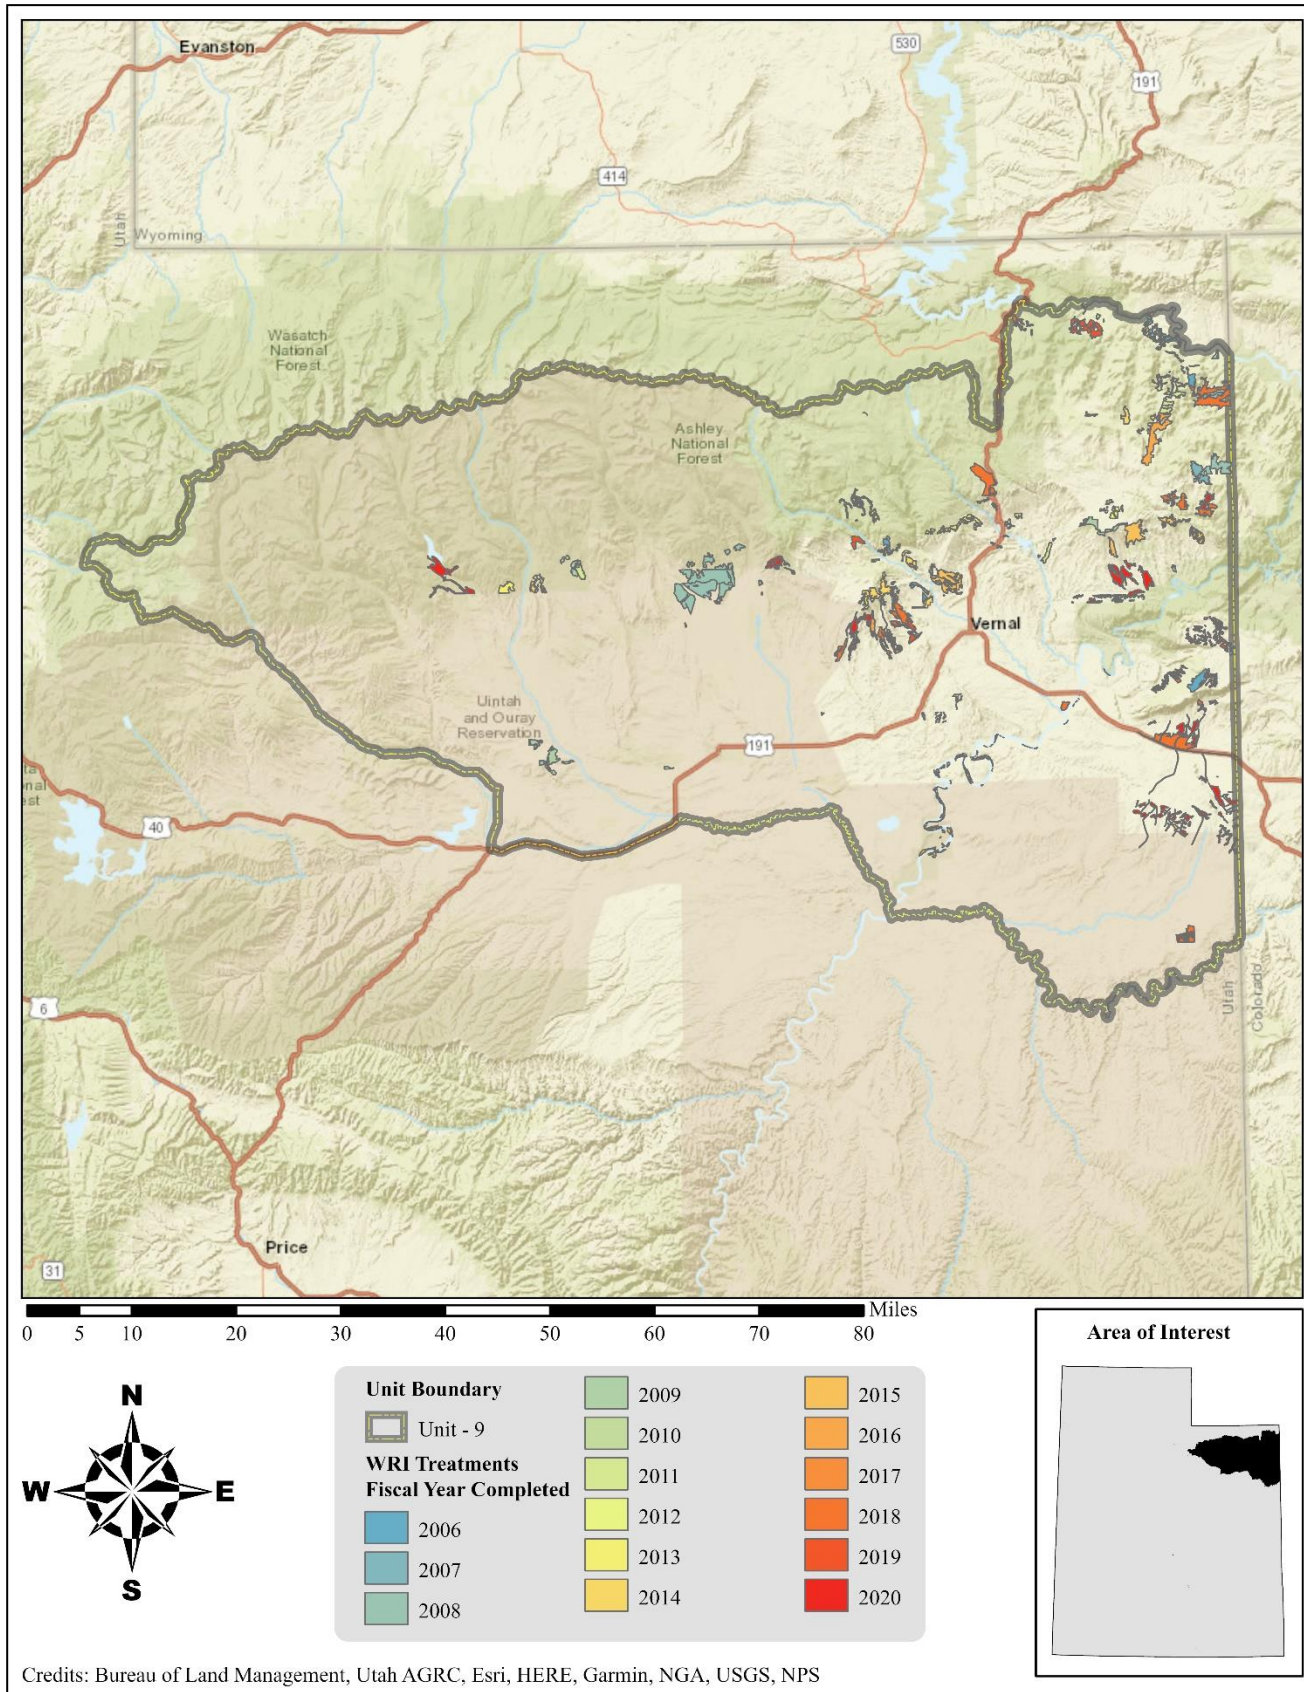 Evanston
530
191
414
Utah
Wyoming
Wasatch
National
Forest
Ashley
National
Forest
Vernal
Uintah
and Ouray
Reservation
191
40
6
Utah
Colorado
Price
31
0 5 10 20 30 40 50 60 70 80
Miles
N
W E
S
Unit Boundary
Unit - 9
WRI Treatments
Fiscal Year Completed
2006
2007
2008
2009
2010
2011
2012
2013
2014
2015
2016
2017
2018
2019
2020
Area of Interest
Credits: Bureau of Land Management, Utah AGRC, Esri, HERE, Garmin, NGA, USGS, NPS